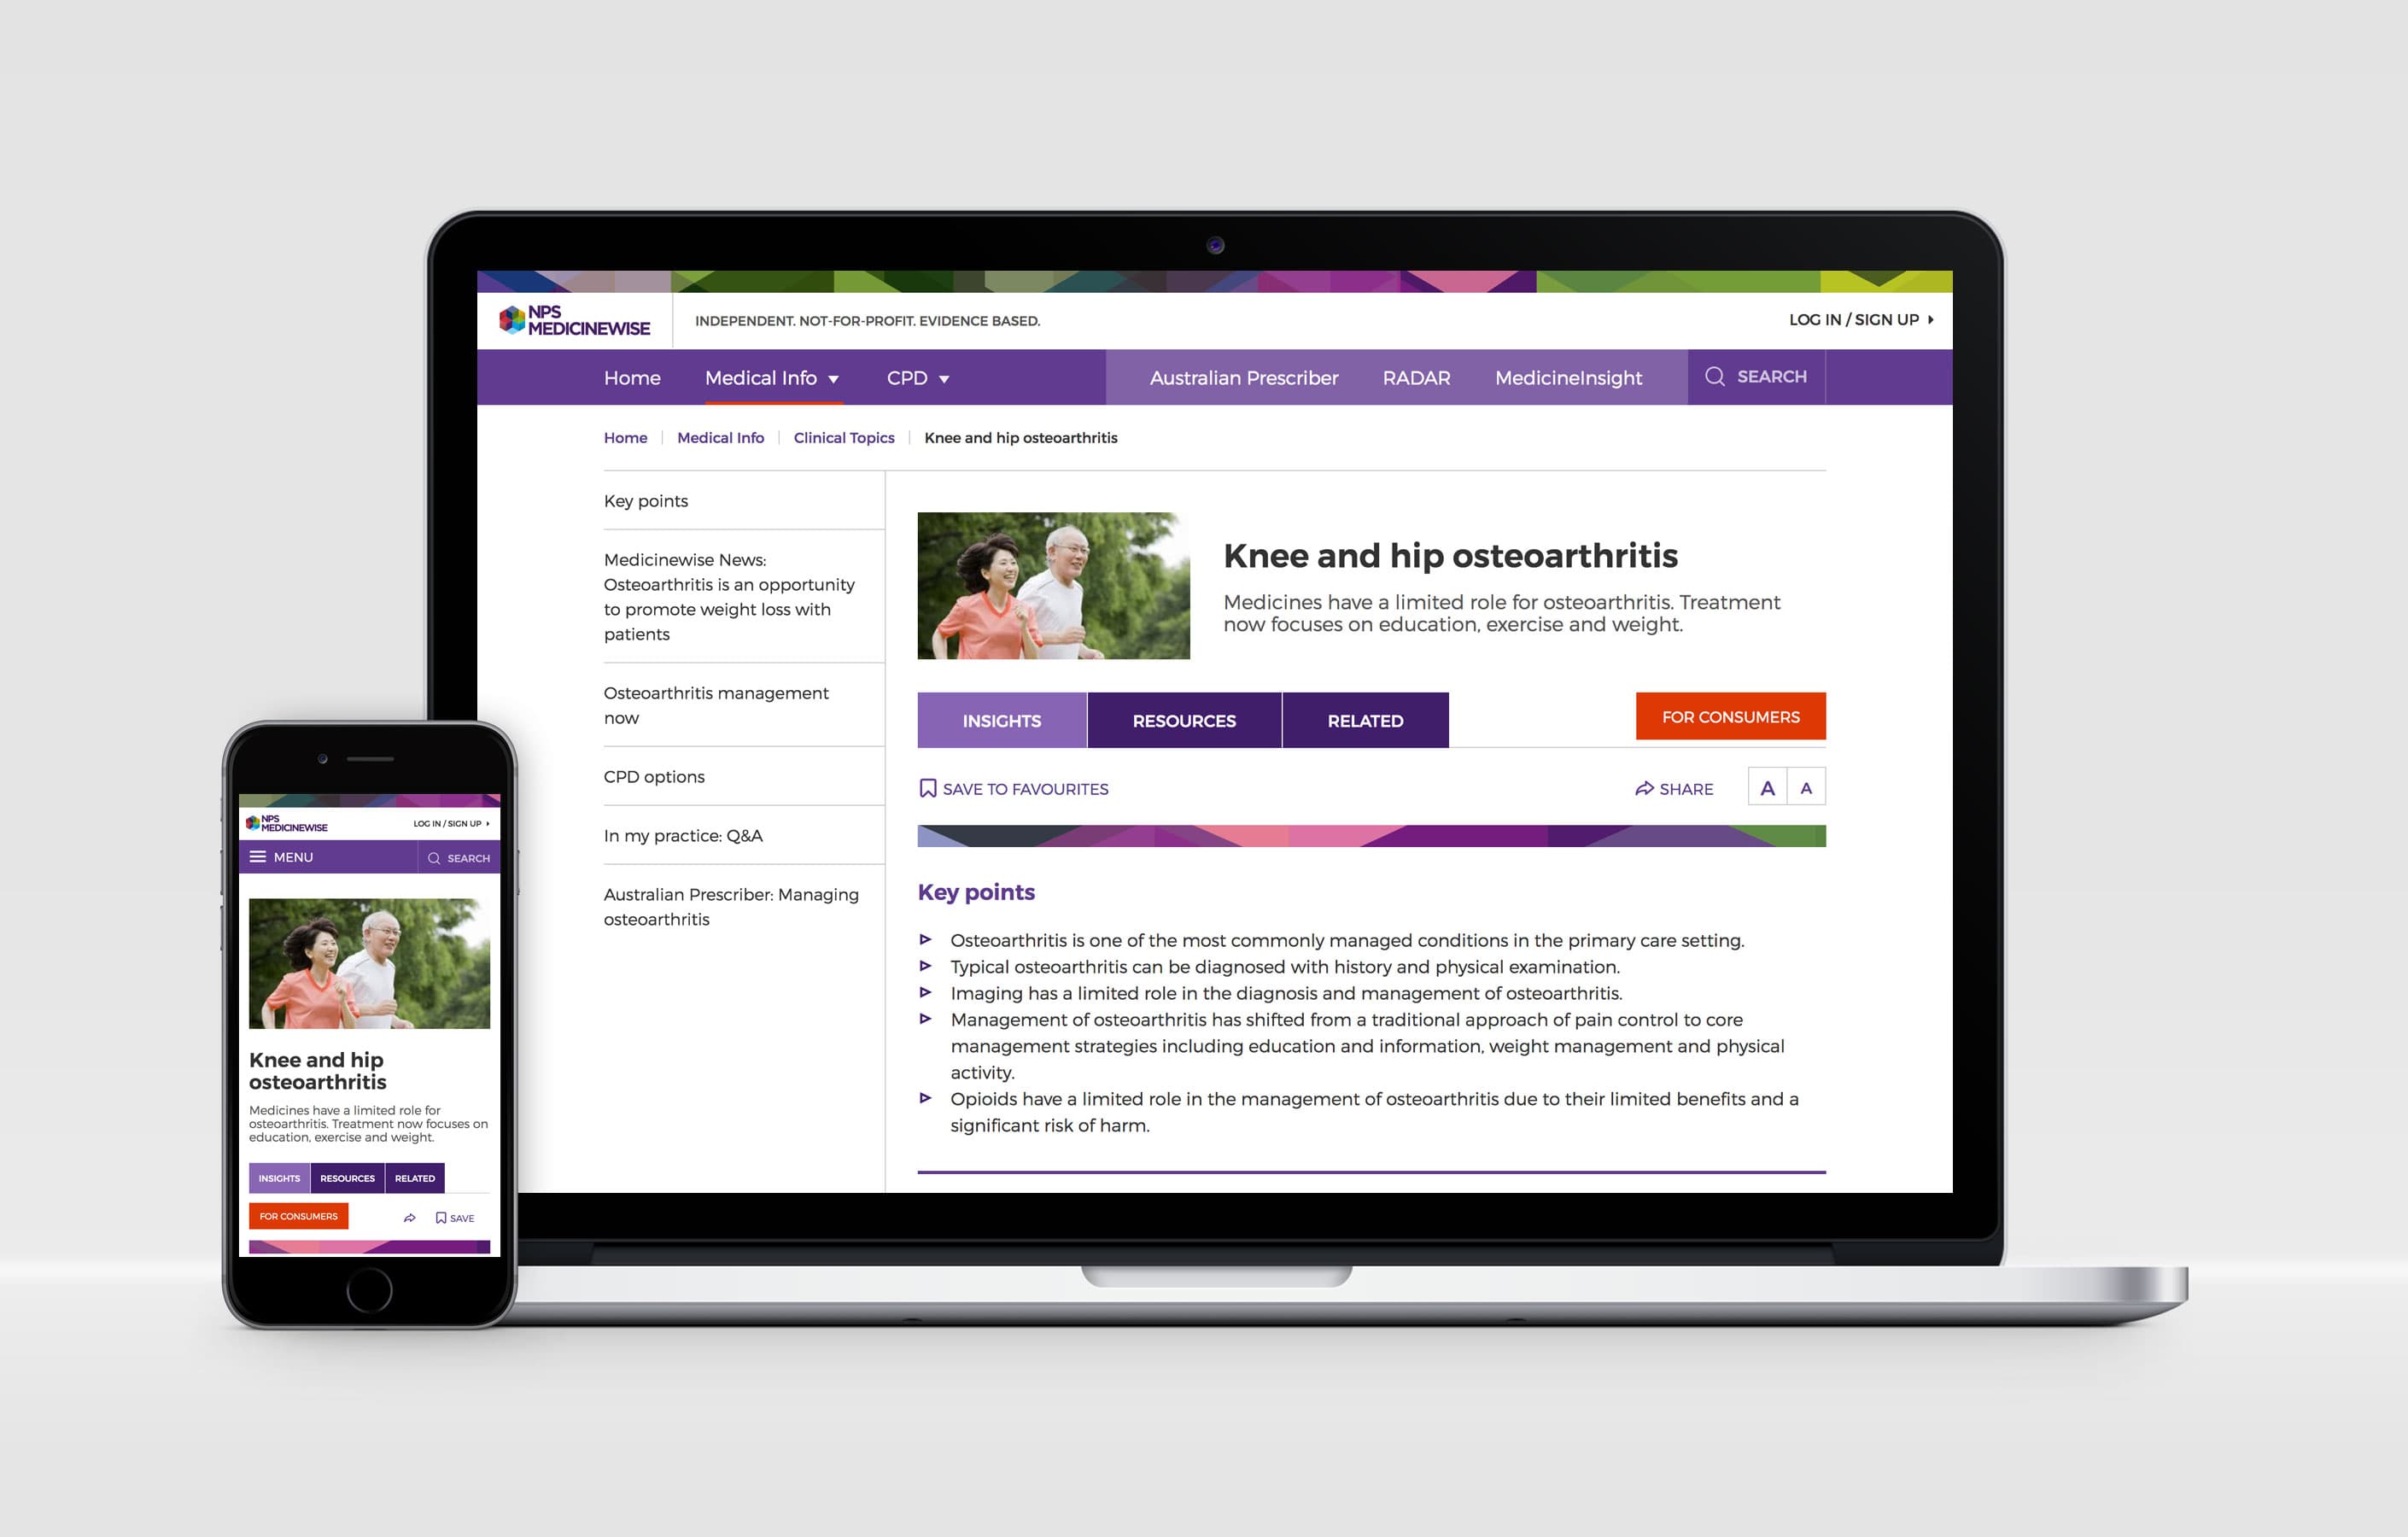 NPS
MEDICINEWISE
INDEPENDENT. NOT-FOR-PROFIT. EVIDENCE BASED.
LOG IN / SIGN UP
Home
Medical Info
CPD
Australian Prescriber
RADAR
MedicineInsight
SEARCH
Home
Medical Info
Clinical Topics
Knee and hip osteoarthritis
Key points
Medicinewise News:
Osteoarthritis is an opportunity
to promote weight loss with
patients
Osteoarthritis management
now
CPD options
In my practice: Q&A
Australian Prescriber: Managing
osteoarthritis
Knee and hip osteoarthritis
Medicines have a limited role for osteoarthritis. Treatment
now focuses on education, exercise and weight.
INSIGHTS
RESOURCES
RELATED
FOR CONSUMERS
SAVE TO FAVOURITES
SHARE
A
A
Key points
Osteoarthritis is one of the most commonly managed conditions in the primary care setting.
Typical osteoarthritis can be diagnosed with history and physical examination.
Imaging has a limited role in the diagnosis and management of osteoarthritis.
Management of osteoarthritis has shifted from a traditional approach of pain control to core
management strategies including education and information, weight management and physical
activity.
Opioids have a limited role in the management of osteoarthritis due to their limited benefits and a
significant risk of harm.
NPS
MEDICINEWISE
LOG IN / SIGN UP
MENU
SEARCH
Knee and hip
osteoarthritis
Medicines have a limited role for
osteoarthritis. Treatment now focuses on
education, exercise and weight.
INSIGHTS
RESOURCES
RELATED
FOR CONSUMERS
SAVE